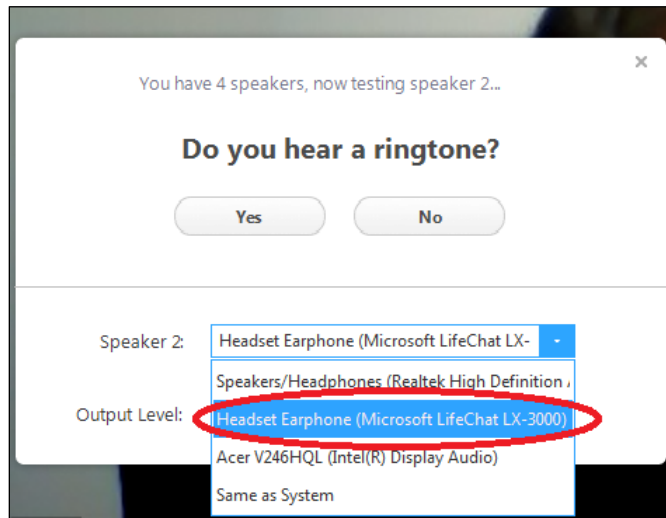 You have 4 speakers, now testing speaker 2...
Do you hear a ringtone?
Yes No
Speaker 2: Headset Earphone (Microsoft LifeChat LX-
Speakers/Headphones (Realtek High Definition
Output Level: Headset Earphone (Microsoft LifeChat LX-3000)
Acer V246HQL (Intel(R) Display Audio)
Same as System